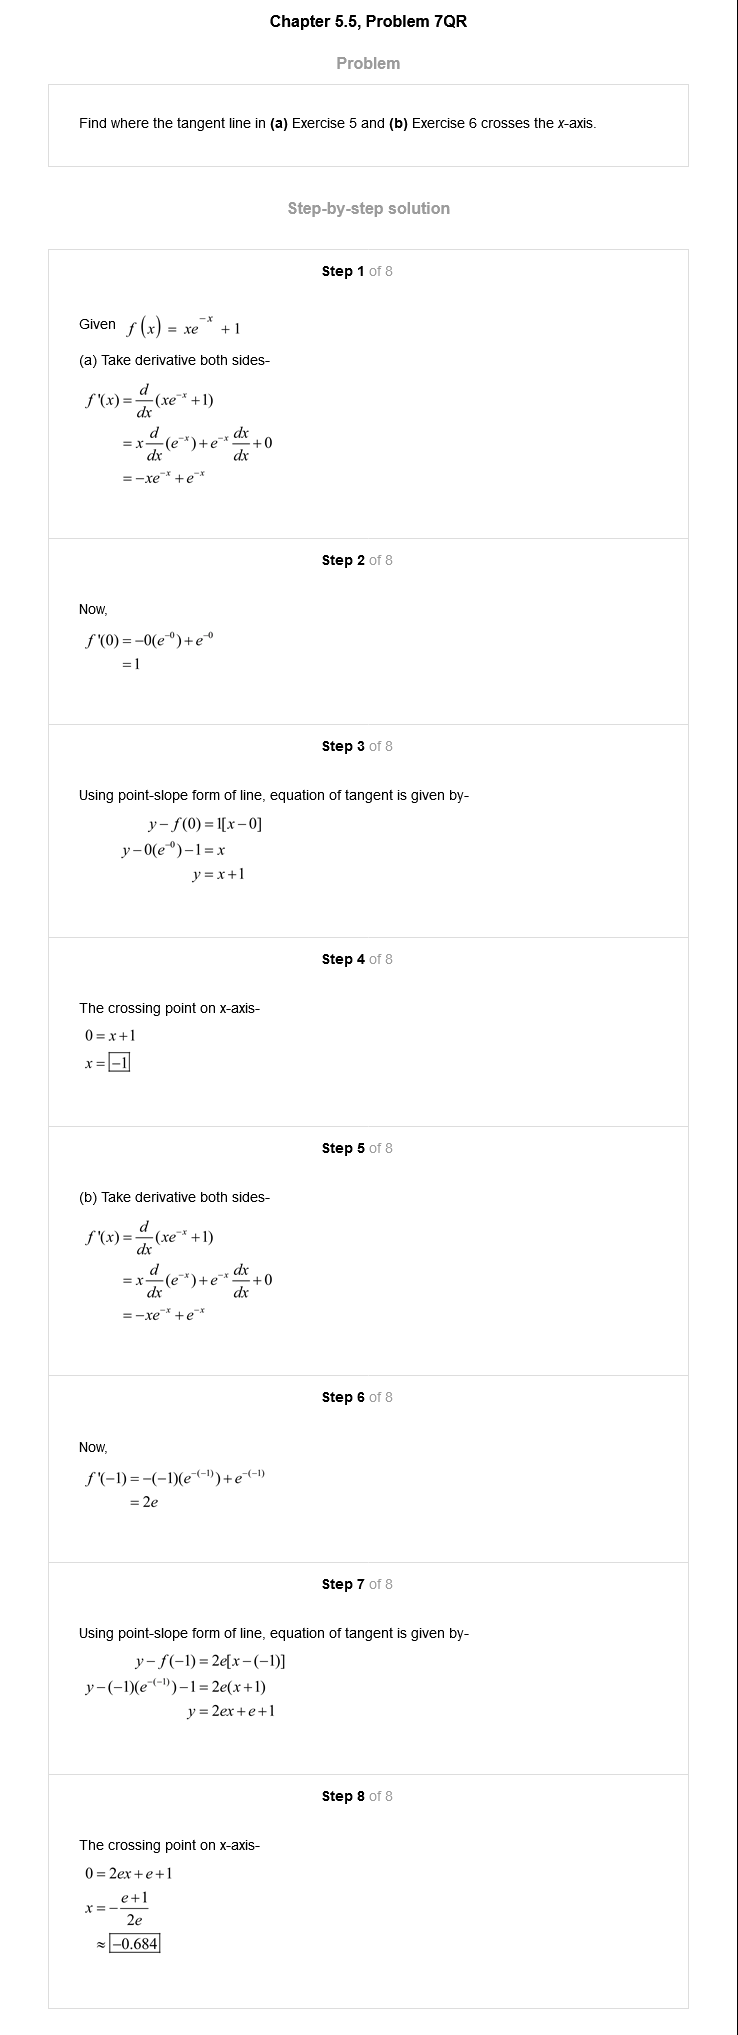 Chapter 5.5, Problem 7QR
Problem
Find where the tangent line in (a) Exercise 5 and (b) Exercise 6 crosses the x-axis.
Step-by-step solution
Step 1 of 8
Given f(x) = xe^{-x} + 1
(a) Take derivative both sides-
f'(x) = \frac{d}{dx}(xe^{-x} + 1)
= x\frac{d}{dx}(e^{-x}) + e^{-x}\frac{dx}{dx} + 0
= -xe^{-x} + e^{-x}
Step 2 of 8
Now,
f'(0) = -0(e^{-0}) + e^{-0}
= 1
Step 3 of 8
Using point-slope form of line, equation of tangent is given by-
y - f(0) = 1[x - 0]
y - 0(e^{-0}) - 1 = x
y = x + 1
Step 4 of 8
The crossing point on x-axis-
0 = x + 1
x = -1
Step 5 of 8
(b) Take derivative both sides-
f'(x) = \frac{d}{dx}(xe^{-x} + 1)
= x\frac{d}{dx}(e^{-x}) + e^{-x}\frac{dx}{dx} + 0
= -xe^{-x} + e^{-x}
Step 6 of 8
Now,
f'(-1) = -(-1)(e^{-(-1)}) + e^{-(-1)}
= 2e
Step 7 of 8
Using point-slope form of line, equation of tangent is given by-
y - f(-1) = 2e[x - (-1)]
y - (-1)(e^{-(-1)}) - 1 = 2e(x + 1)
y = 2ex + e + 1
Step 8 of 8
The crossing point on x-axis-
0 = 2ex + e + 1
x = -\frac{e + 1}{2e}
≈ -0.684